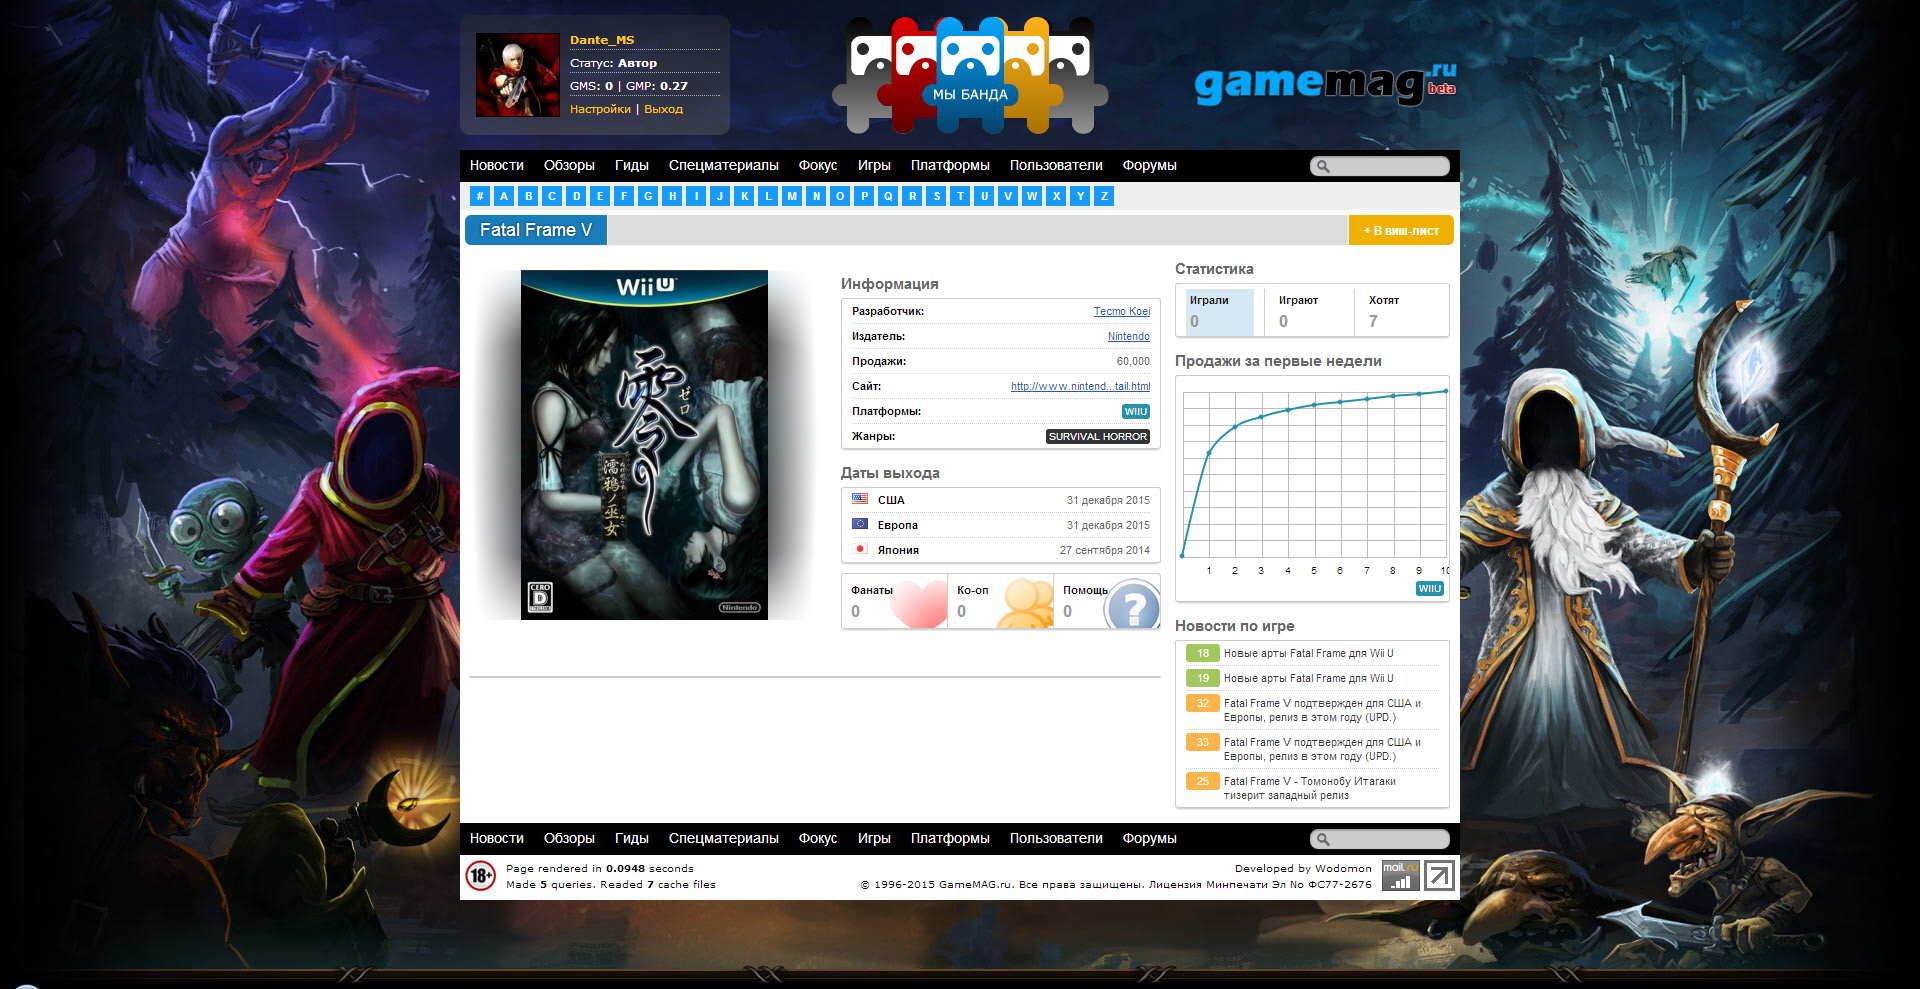 Dante_MS
Статус: Автор
GMS: 0 | GMP: 0.27
Настройки | Выход
МЫ БАНДА
gamemag.ru
beta
Новости Обзоры Гиды Спецматериалы Фокус Игры Платформы Пользователи Форумы
# A B C D E F G H I J K L M N O P Q R S T U V W X Y Z
Fatal Frame V
+ В виш-лист
Wii U
零
ゼロ
濡鴉ノ巫女
CERO
D
Nintendo
Информация
Разработчик: Tecmo Koei
Издатель: Nintendo
Продажи: 60,000
Сайт: http://www.nintend...tail.html
Платформы: WIIU
Жанры: SURVIVAL HORROR
Даты выхода
США 31 декабря 2015
Европа 31 декабря 2015
Япония 27 сентября 2014
Фанаты Ко-оп Помощь
0 0 0
?
Статистика
Играли Играют Хотят
0 0 7
Продажи за первые недели
1 2 3 4 5 6 7 8 9 10
WIIU
Новости по игре
18 Новые арты Fatal Frame для Wii U
19 Новые арты Fatal Frame для Wii U
32 Fatal Frame V подтвержден для США и
Европы, релиз в этом году (UPD.)
33 Fatal Frame V подтвержден для США и
Европы, релиз в этом году (UPD.)
25 Fatal Frame V - Томонобу Итагаки
тизерит западный релиз
Новости Обзоры Гиды Спецматериалы Фокус Игры Платформы Пользователи Форумы
18+
Page rendered in 0.0948 seconds
Made 5 queries. Readed 7 cache files
Developed by Wodomon
© 1996-2015 GameMAG.ru. Все права защищены. Лицензия Минпечати Эл No ФС77-2676
mail.ru